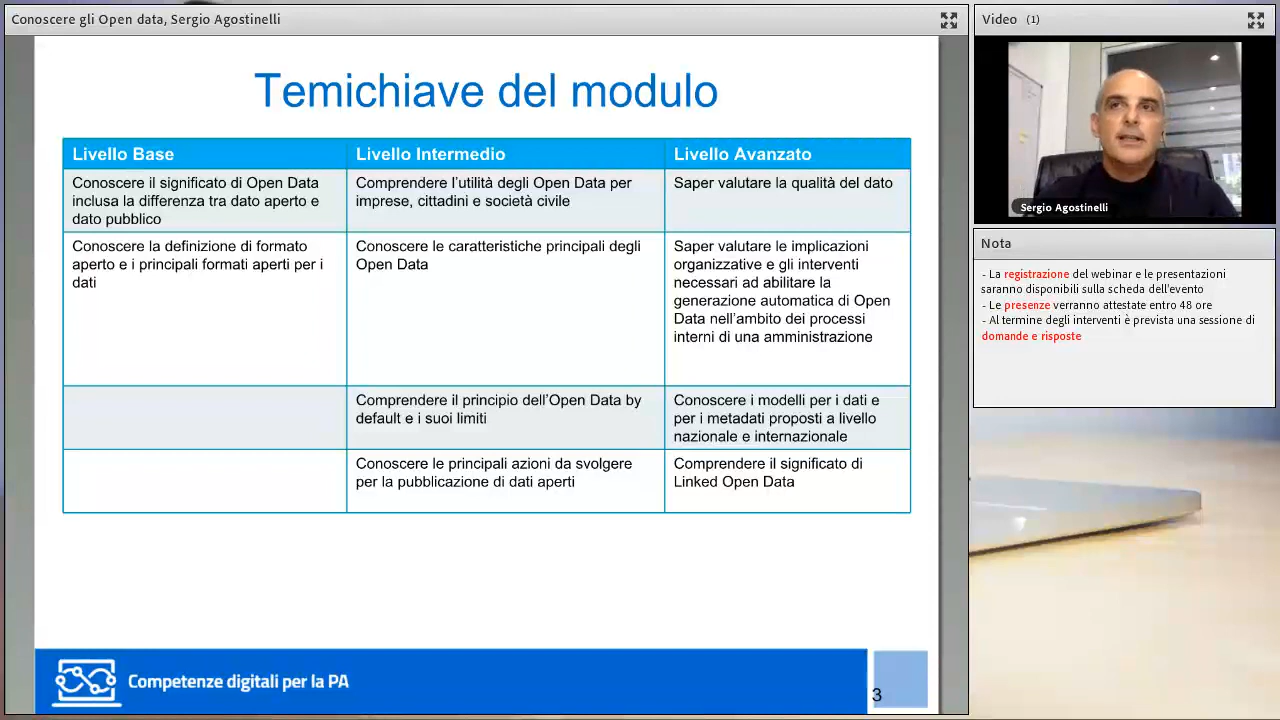 Conoscere gli Open data, Sergio Agostinelli
Temichiave del modulo
Livello Base
Livello Intermedio
Livello Avanzato
Conoscere il significato di Open Data
inclusa la differenza tra dato aperto e
dato pubblico
Comprendere l'utilità degli Open Data per
imprese, cittadini e società civile
Saper valutare la qualità del dato
Conoscere la definizione di formato
aperto e i principali formati aperti per i
dati
Conoscere le caratteristiche principali degli
Open Data
Saper valutare le implicazioni
organizzative e gli interventi
necessari ad abilitare la
generazione automatica di Open
Data nell'ambito dei processi
interni di una amministrazione
Comprendere il principio dell'Open Data by
default e i suoi limiti
Conoscere i modelli per i dati e
per i metadati proposti a livello
nazionale e internazionale
Conoscere le principali azioni da svolgere
per la pubblicazione di dati aperti
Comprendere il significato di
Linked Open Data
Competenze digitali per la PA
3
Video (1)
Sergio Agostinelli
Nota
- La registrazione del webinar e le presentazioni
saranno disponibili sulla scheda dell'evento
- Le presenze verranno attestate entro 48 ore
- Al termine degli interventi è prevista una sessione di
domande e risposte